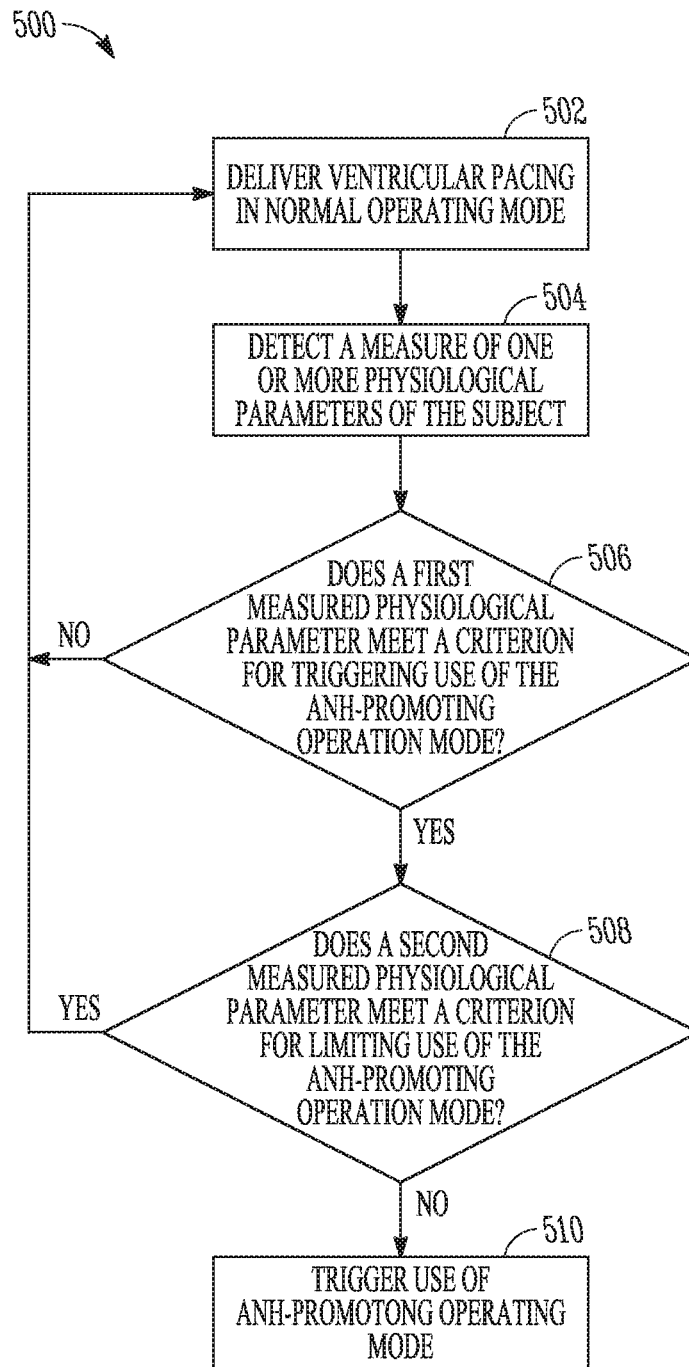 500
502
DELIVER VENTRICULAR PACING
IN NORMAL OPERATING MODE
504
DETECT A MEASURE OF ONE
OR MORE PHYSIOLOGICAL
PARAMETERS OF THE SUBJECT
506
DOES A FIRST
MEASURED PHYSIOLOGICAL
PARAMETER MEET A CRITERION
FOR TRIGGERING USE OF THE
ANH-PROMOTING
OPERATION MODE?
NO
YES
508
DOES A SECOND
MEASURED PHYSIOLOGICAL
PARAMETER MEET A CRITERION
FOR LIMITING USE OF THE
ANH-PROMOTING
OPERATION MODE?
YES
NO
510
TRIGGER USE OF
ANH-PROMOTONG OPERATING
MODE